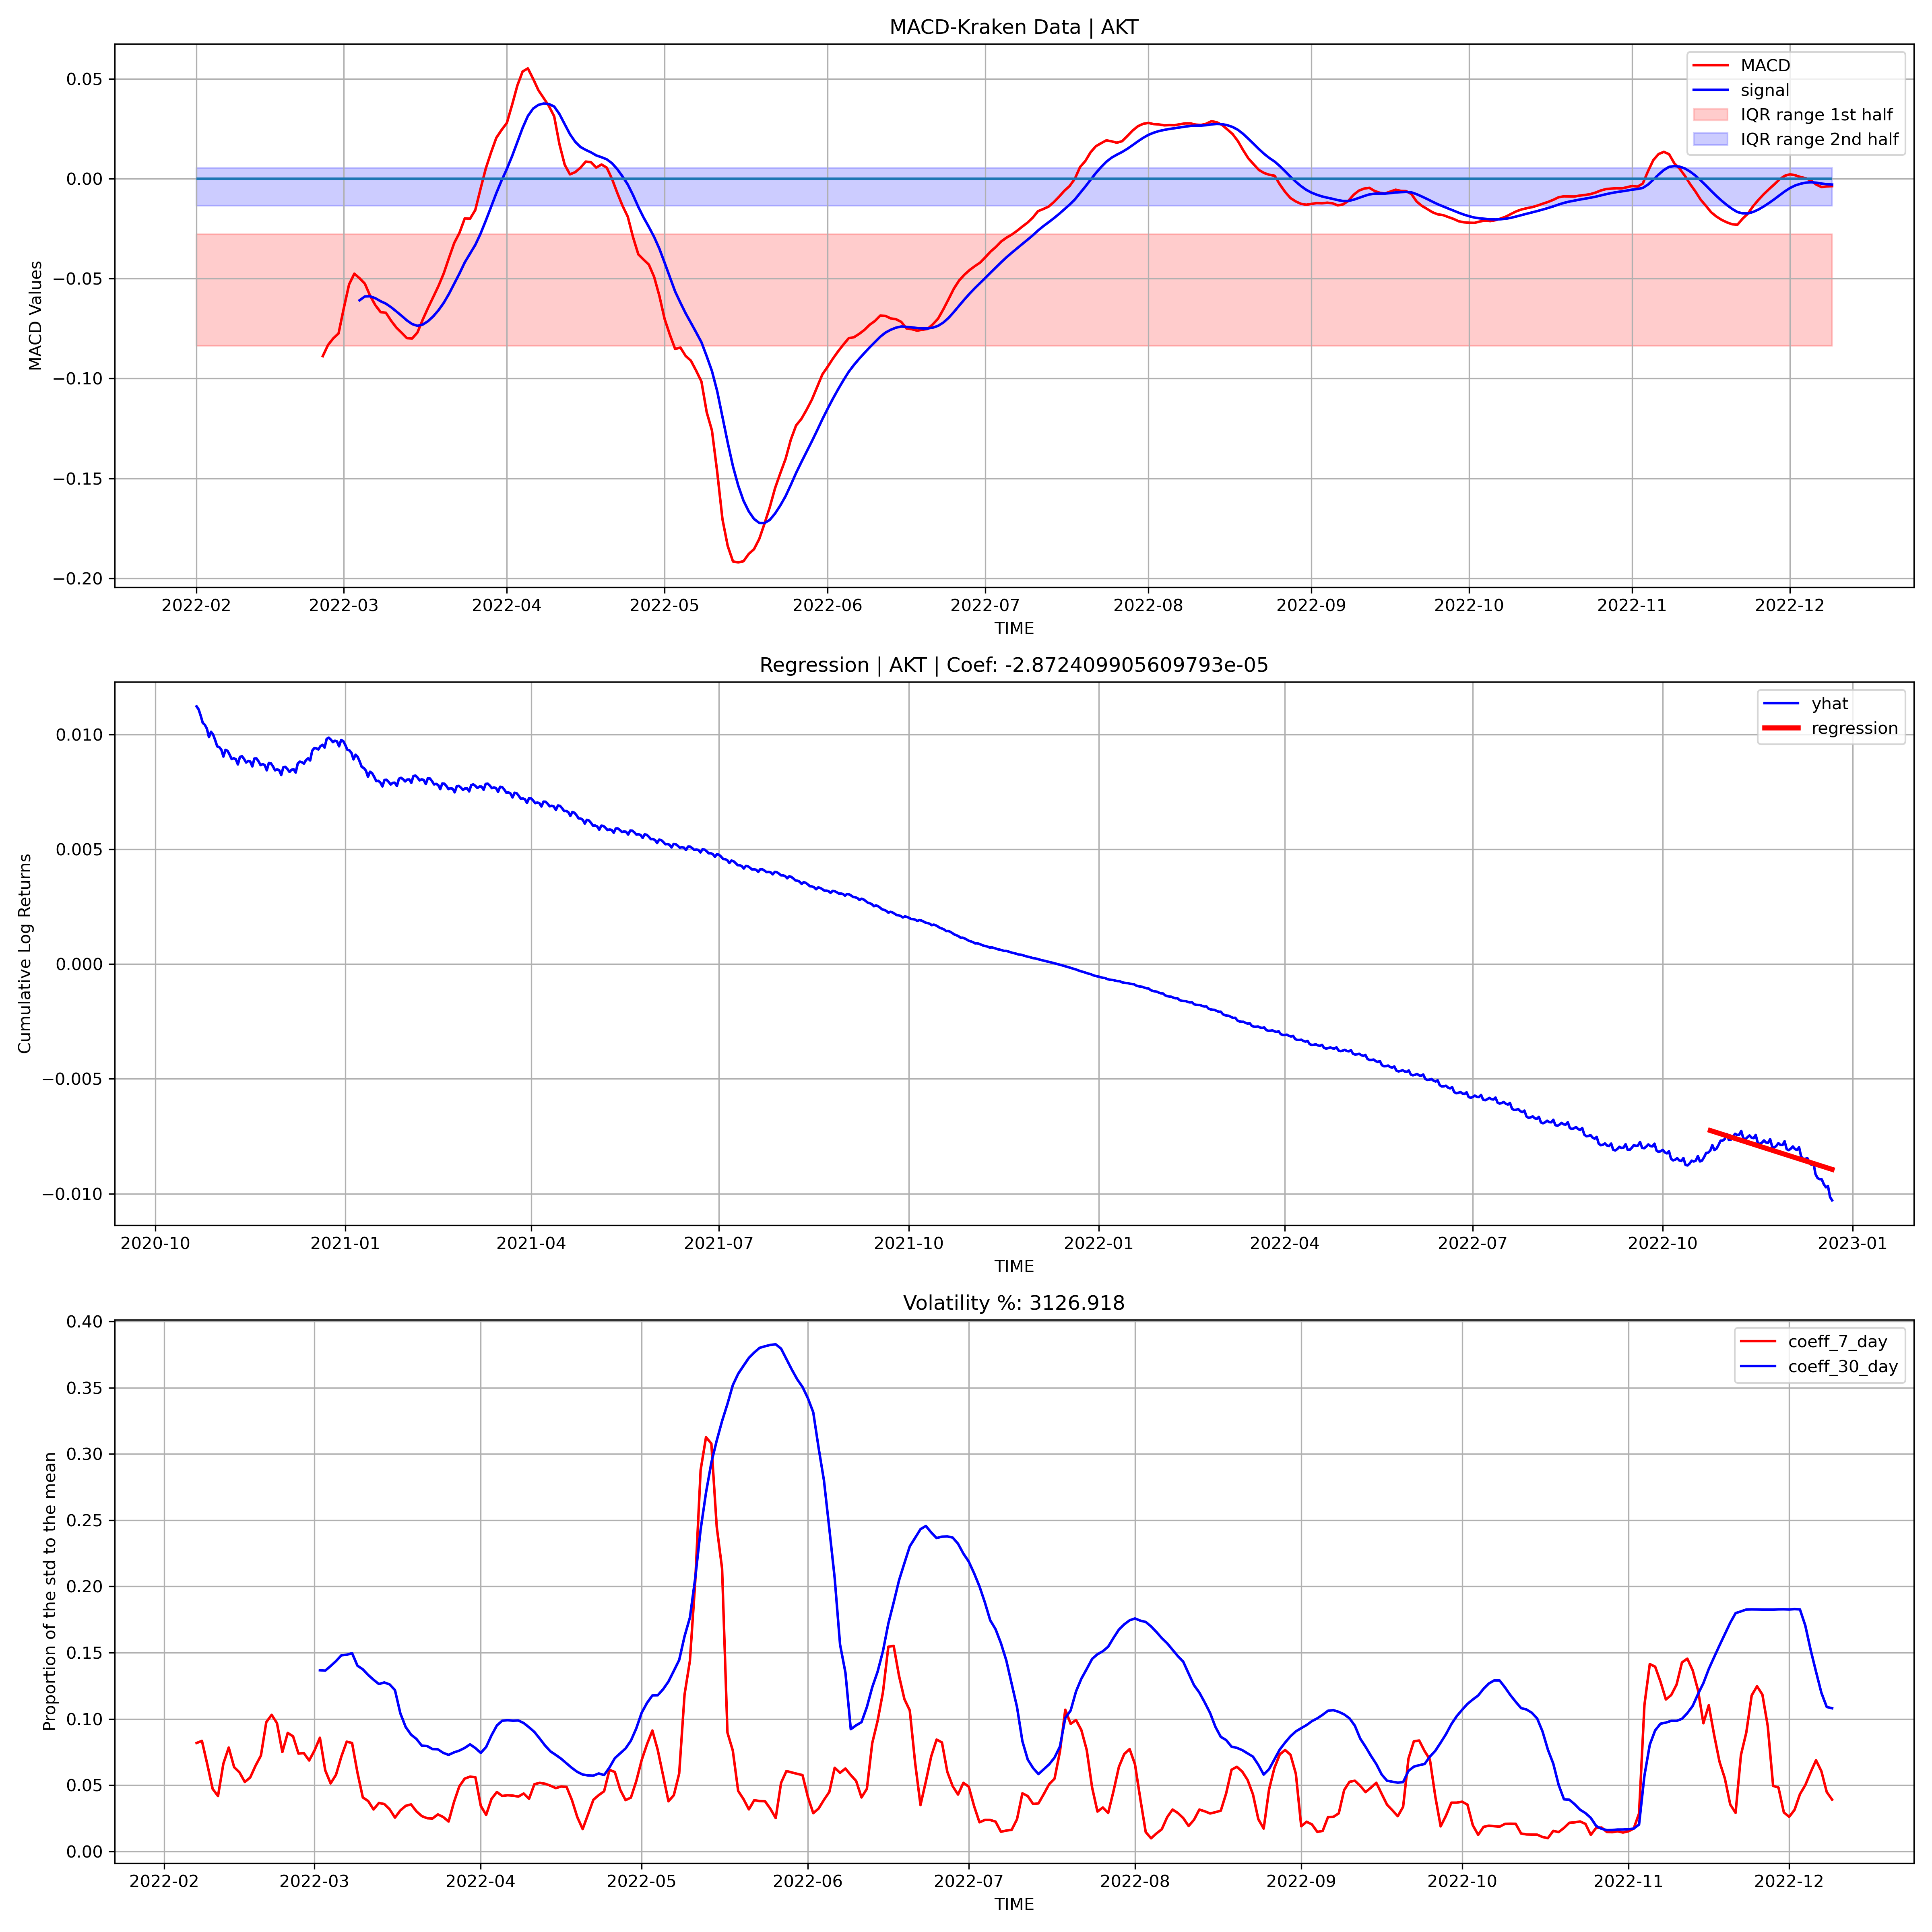 MACD-Kraken Data | AKT
MACD
signal
IQR range 1st half
IQR range 2nd half
MACD Values
0.05
0.00
−0.05
−0.10
−0.15
−0.20
2022-02 2022-03 2022-04 2022-05 2022-06 2022-07 2022-08 2022-09 2022-10 2022-11 2022-12
TIME
Regression | AKT | Coef: -2.872409905609793e-05
yhat
regression
Cumulative Log Returns
0.010
0.005
0.000
−0.005
−0.010
2020-10 2021-01 2021-04 2021-07 2021-10 2022-01 2022-04 2022-07 2022-10 2023-01
TIME
Volatility %: 3126.918
coeff_7_day
coeff_30_day
Proportion of the std to the mean
0.40
0.35
0.30
0.25
0.20
0.15
0.10
0.05
0.00
2022-02 2022-03 2022-04 2022-05 2022-06 2022-07 2022-08 2022-09 2022-10 2022-11 2022-12
TIME